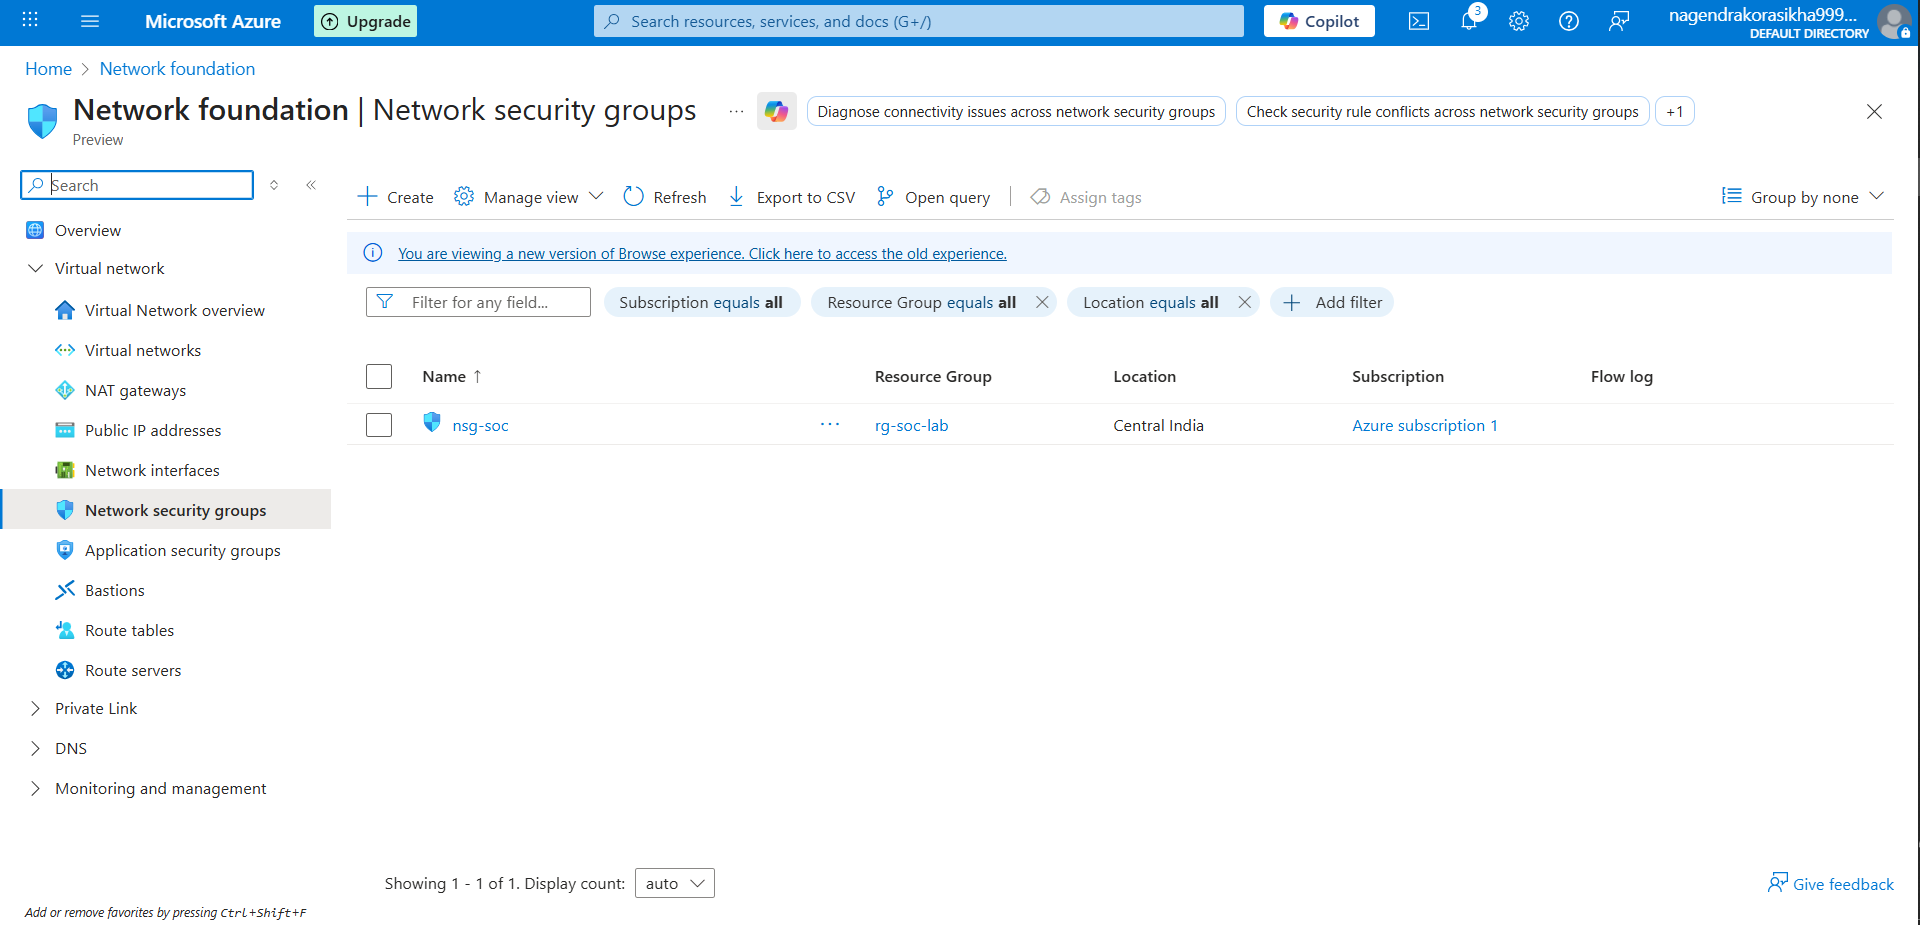 Microsoft Azure
Upgrade
Search resources, services, and docs (G+/)
Copilot
3
nagendrakorasikha999...
DEFAULT DIRECTORY
Home > Network foundation
Network foundation | Network security groups
...
Diagnose connectivity issues across network security groups
Check security rule conflicts across network security groups
+1
Preview
Search
Create
Manage view
Refresh
Export to CSV
Open query
Assign tags
Group by none
You are viewing a new version of Browse experience. Click here to access the old experience.
Filter for any field...
Subscription equals all
Resource Group equals all
Location equals all
Add filter
Name ↑
Resource Group
Location
Subscription
Flow log
nsg-soc
...
rg-soc-lab
Central India
Azure subscription 1
Overview
Virtual network
Virtual Network overview
Virtual networks
NAT gateways
Public IP addresses
Network interfaces
Network security groups
Application security groups
Bastions
Route tables
Route servers
Private Link
DNS
Monitoring and management
Showing 1 - 1 of 1. Display count:
auto
Give feedback
Add or remove favorites by pressing Ctrl+Shift+F